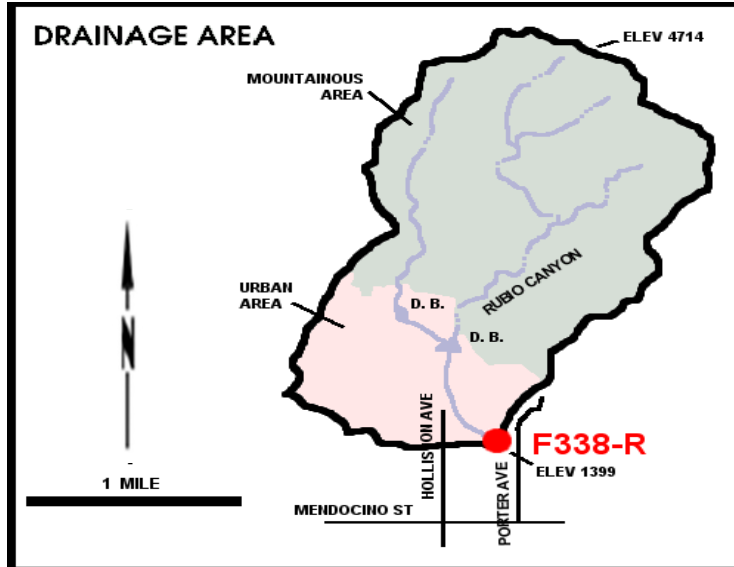 DRAINAGE AREA
ELEV 4714
MOUNTAINOUS
AREA
RUBIO CANYON
URBAN
AREA
D. B.
D. B.
N
HOLLISTON AVE
F338-R
ELEV 1399
PORTER AVE
1 MILE
MENDOCINO ST